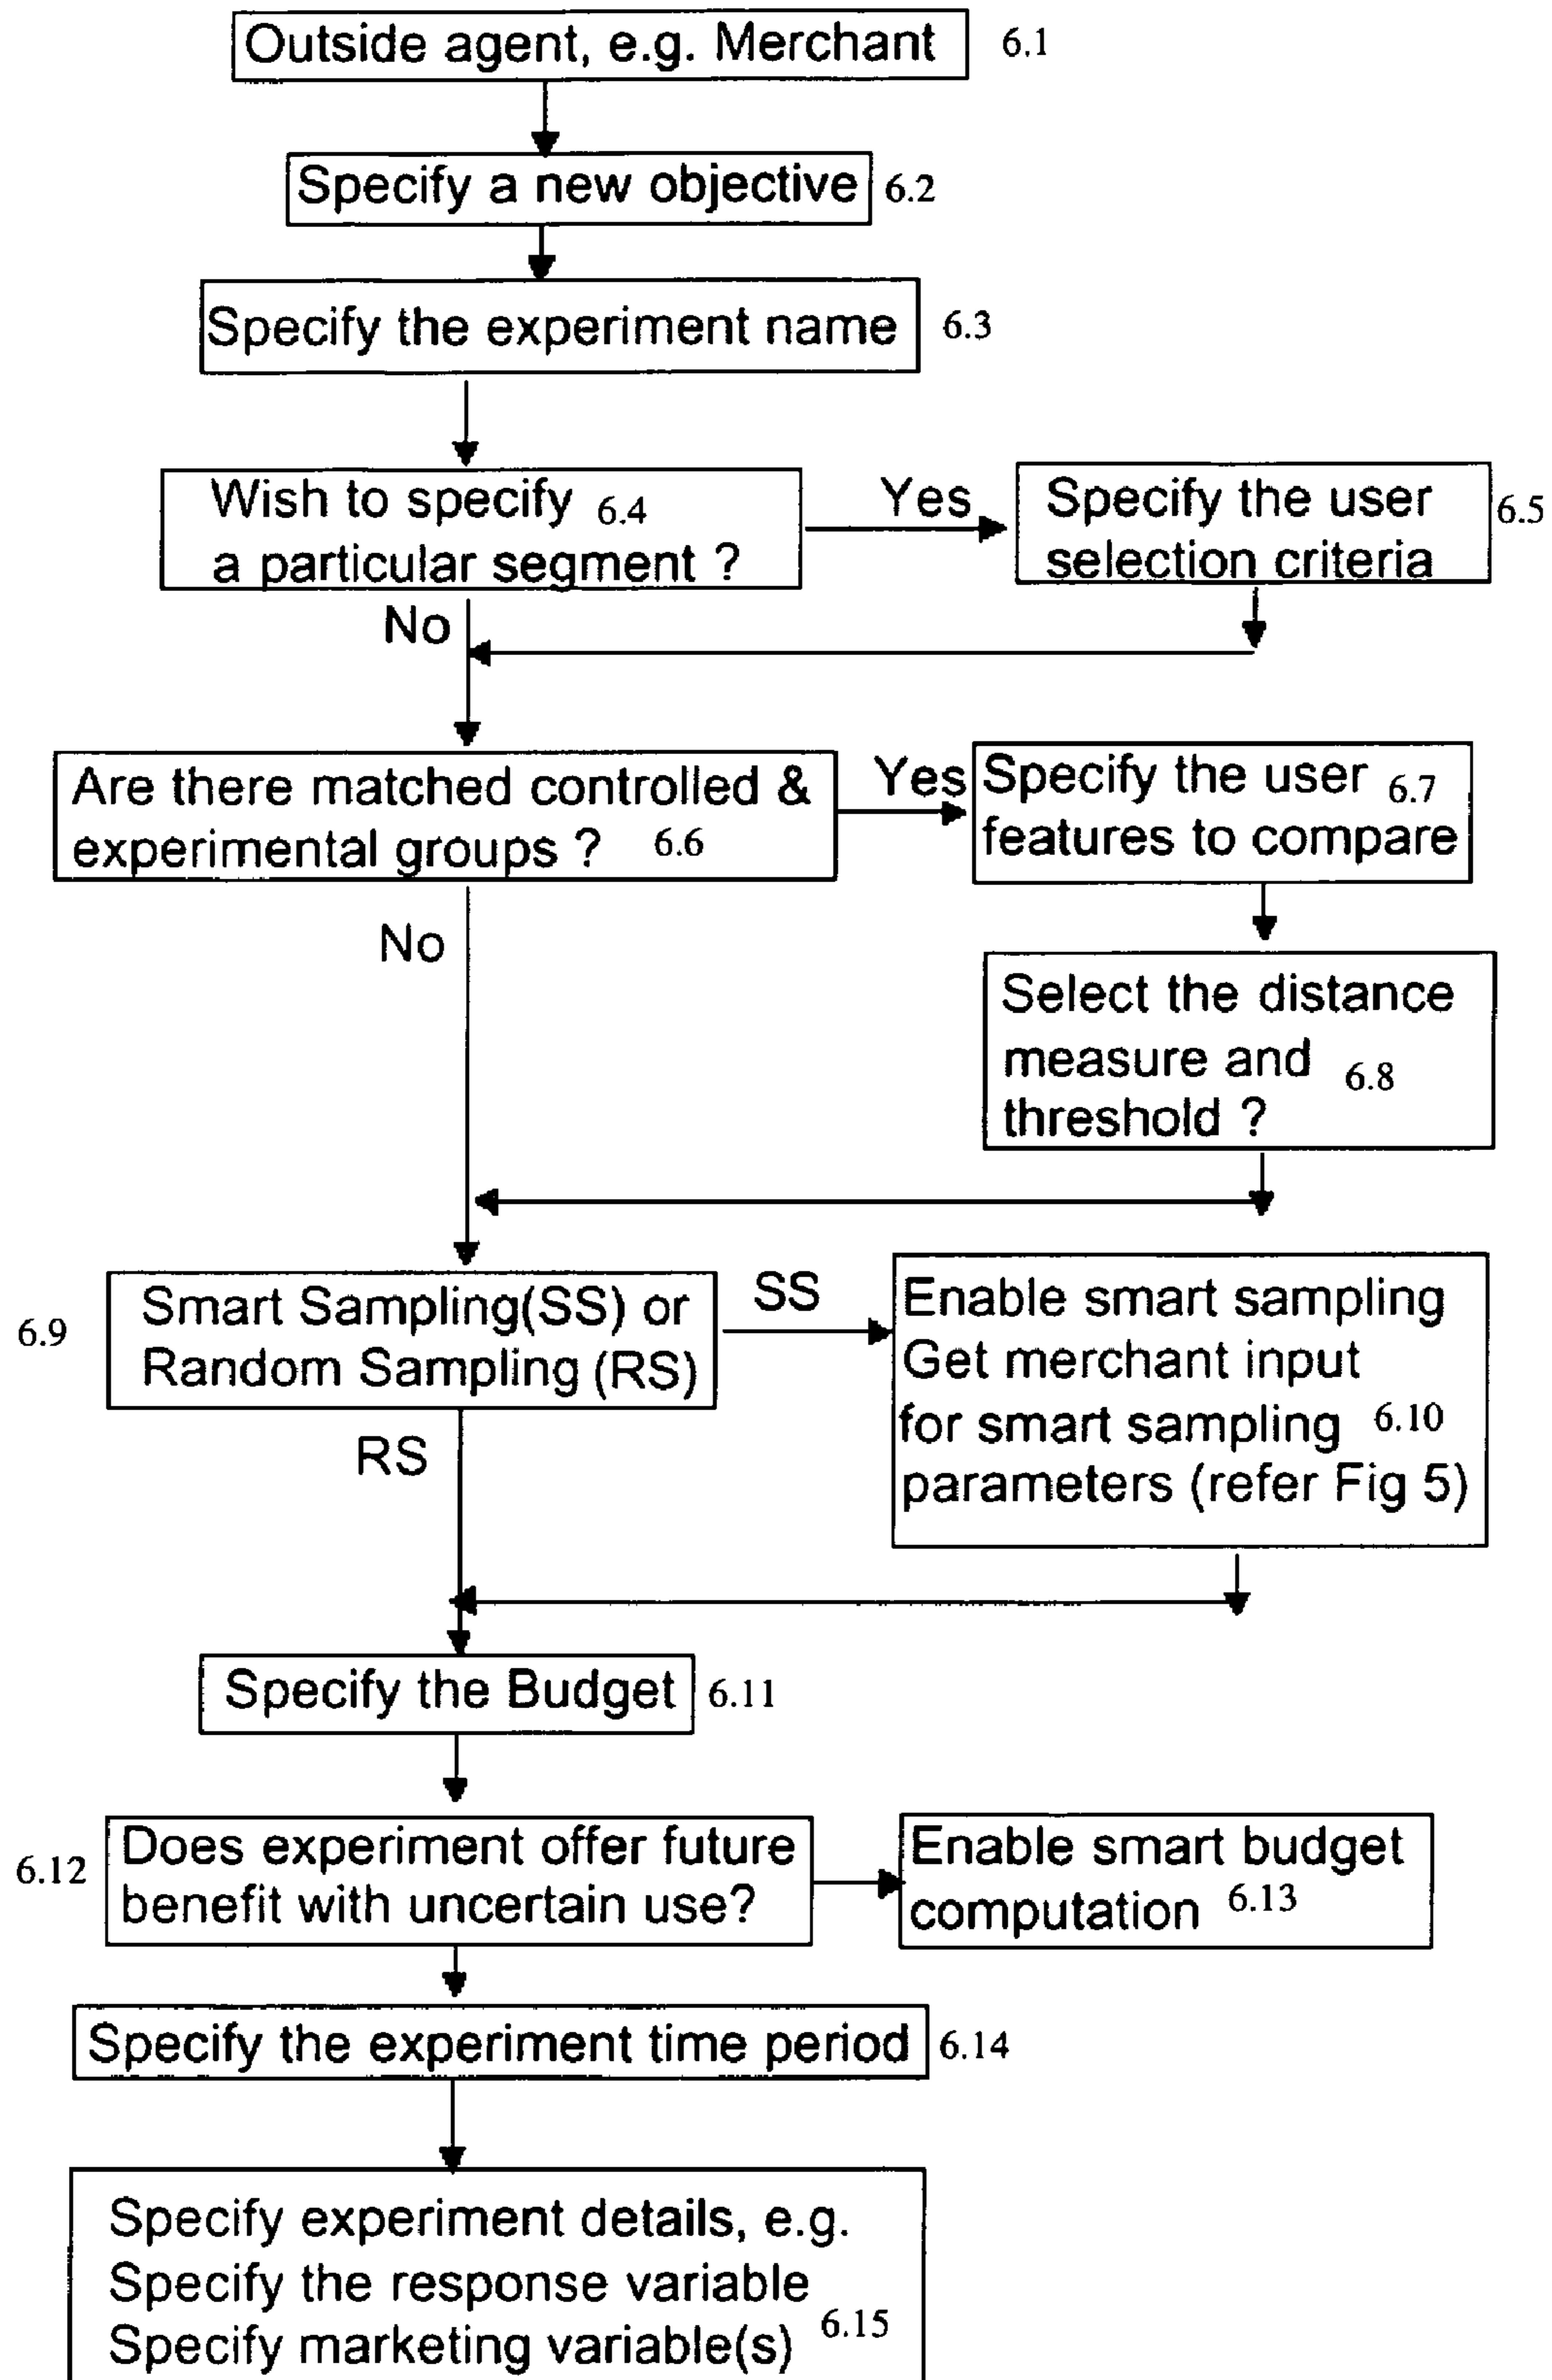 Outside agent, e.g. Merchant 6.1
Specify a new objective 6.2
Specify the experiment name 6.3
Wish to specify 6.4
a particular segment ?
Yes
Specify the user 6.5
selection criteria
No
Are there matched controlled &
experimental groups ? 6.6
Yes
Specify the user 6.7
features to compare
No
Select the distance
measure and 6.8
threshold ?
6.9
Smart Sampling(SS) or
Random Sampling (RS)
SS
Enable smart sampling
Get merchant input
for smart sampling 6.10
parameters (refer Fig 5)
RS
Specify the Budget 6.11
6.12
Does experiment offer future
benefit with uncertain use?
Enable smart budget
computation 6.13
Specify the experiment time period 6.14
Specify experiment details, e.g.
Specify the response variable
Specify marketing variable(s) 6.15